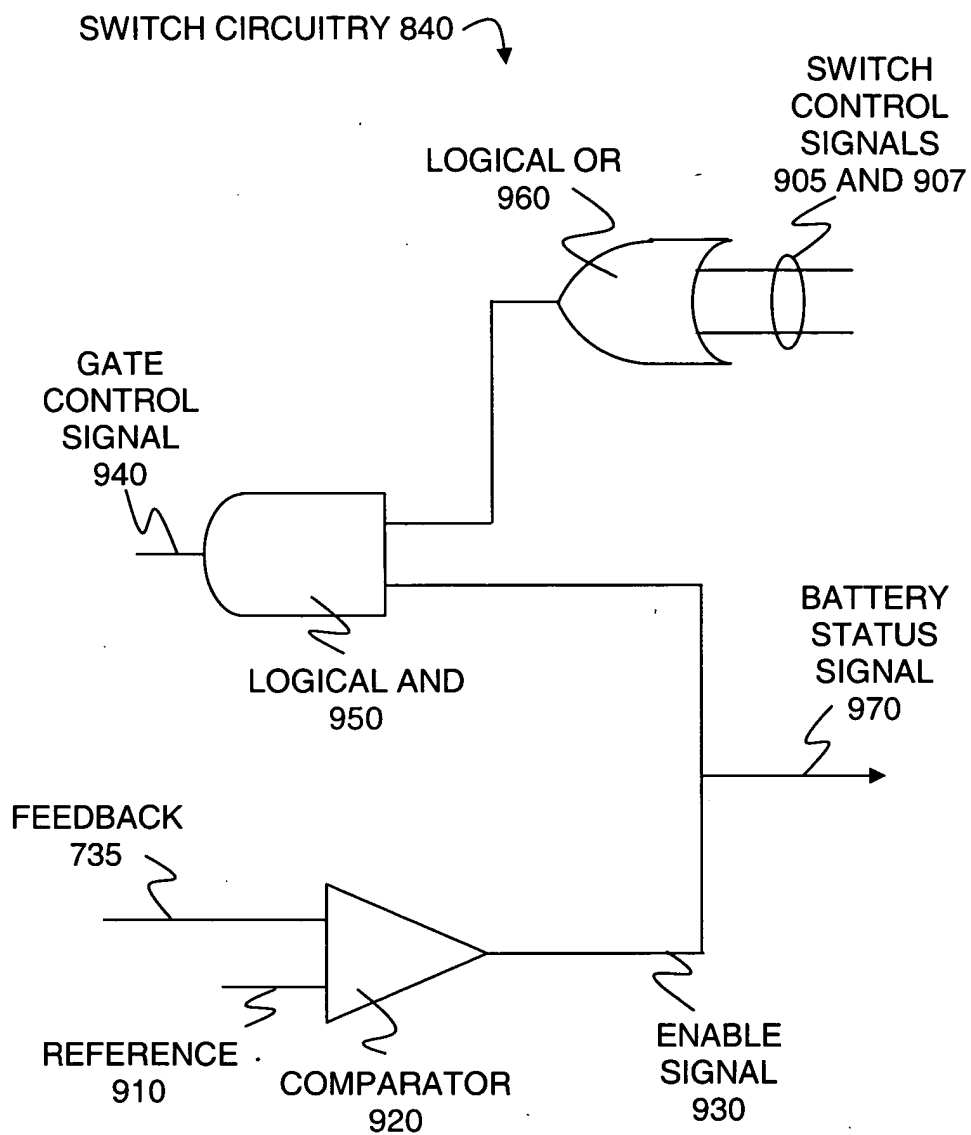 SWITCH CIRCUITRY 840
SWITCH
CONTROL
SIGNALS
905 AND 907
LOGICAL OR
960
GATE
CONTROL
SIGNAL
940
LOGICAL AND
950
BATTERY
STATUS
SIGNAL
970
FEEDBACK
735
REFERENCE
910
COMPARATOR
920
ENABLE
SIGNAL
930